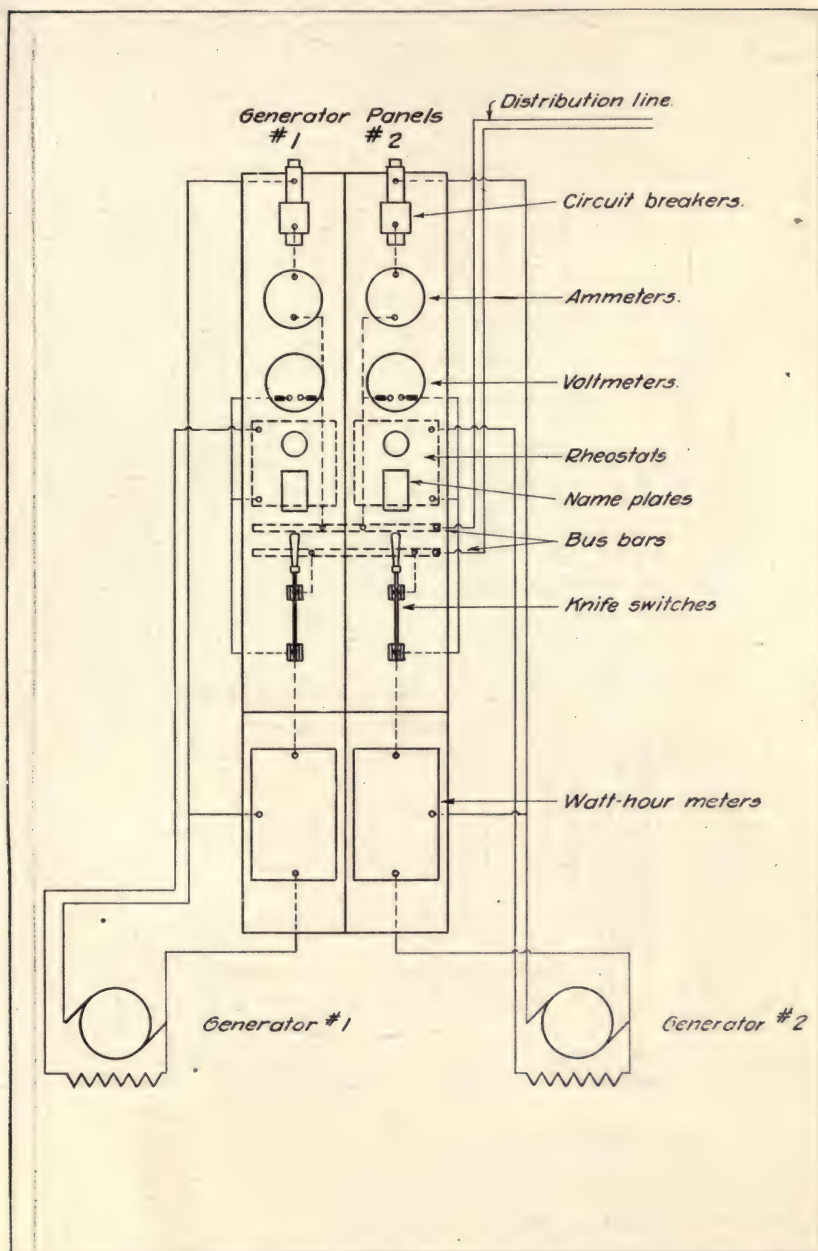 Generator Panels
#1 #2
Distribution line.
Circuit breakers.
Ammeters.
Voltmeters.
Rheostats
Name plates
Bus bars
Knife switches
Watt-hour meters
Generator #1
Generator #2